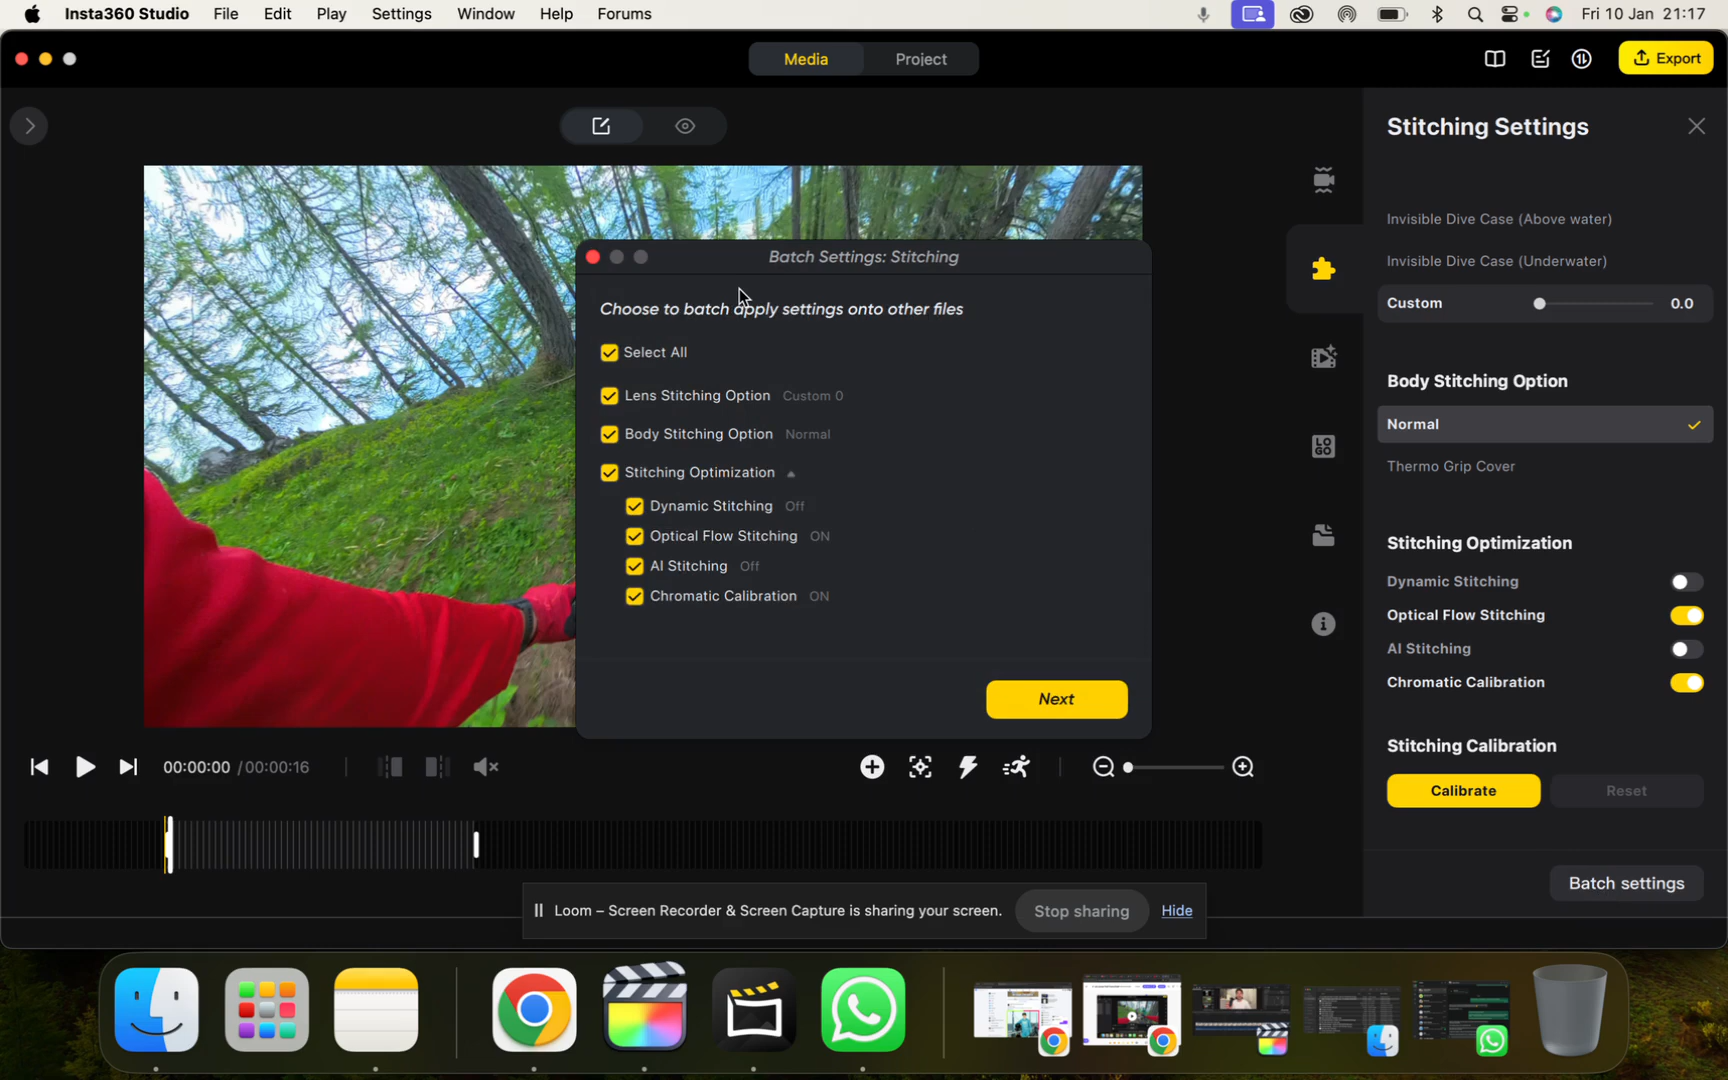 Insta360 Studio File Edit Play Settings Window Help Forums Fri 10 Jan 21:17
Media Project Export
Stitching Settings
Invisible Dive Case (Above water)
Invisible Dive Case (Underwater)
Custom 0.0
Body Stitching Option
Normal
Thermo Grip Cover
Stitching Optimization
Dynamic Stitching
Optical Flow Stitching
AI Stitching
Chromatic Calibration
Stitching Calibration
Calibrate Reset
Batch settings
LO
GO
Batch Settings: Stitching
Choose to batch apply settings onto other files
Select All
Lens Stitching Option Custom 0
Body Stitching Option Normal
Stitching Optimization
Dynamic Stitching Off
Optical Flow Stitching ON
AI Stitching Off
Chromatic Calibration ON
Next
00:00:00 /00:00:16
Loom – Screen Recorder & Screen Capture is sharing your screen. Stop sharing Hide